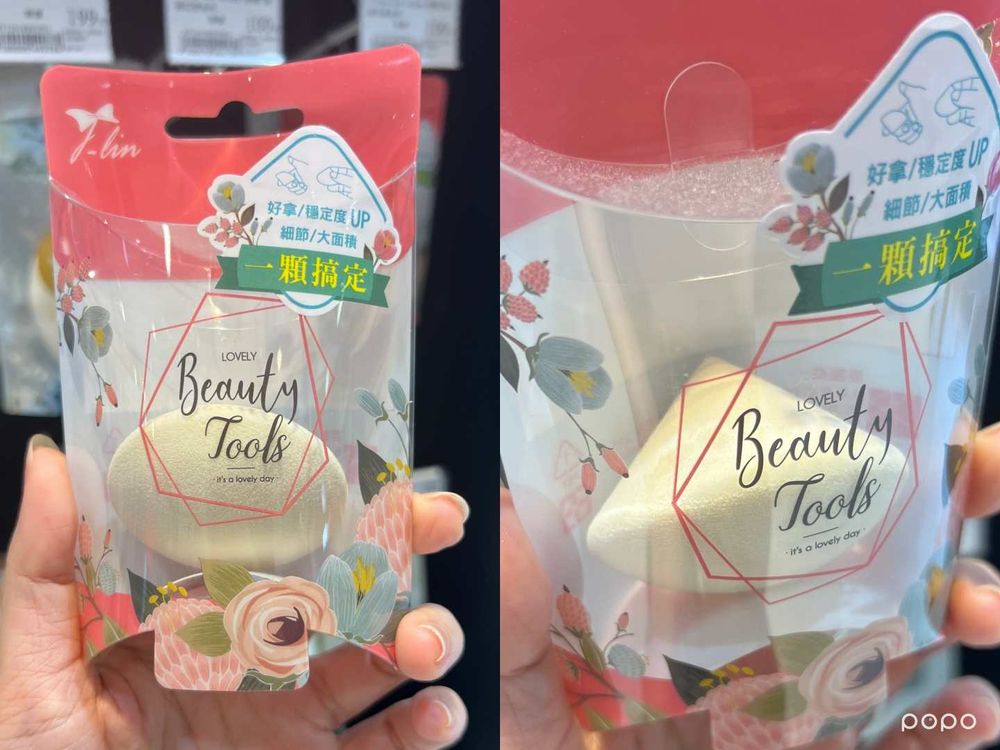 199
J-lin
好拿/穩定度UP
細節/大面積
一顆搞定
LOVELY
Beauty
Tools
it's a lovely day
好拿/穩定度UP
細節/大面積
一顆搞定
LOVELY
Beauty
Tools
· it's a lovely day ·
popo